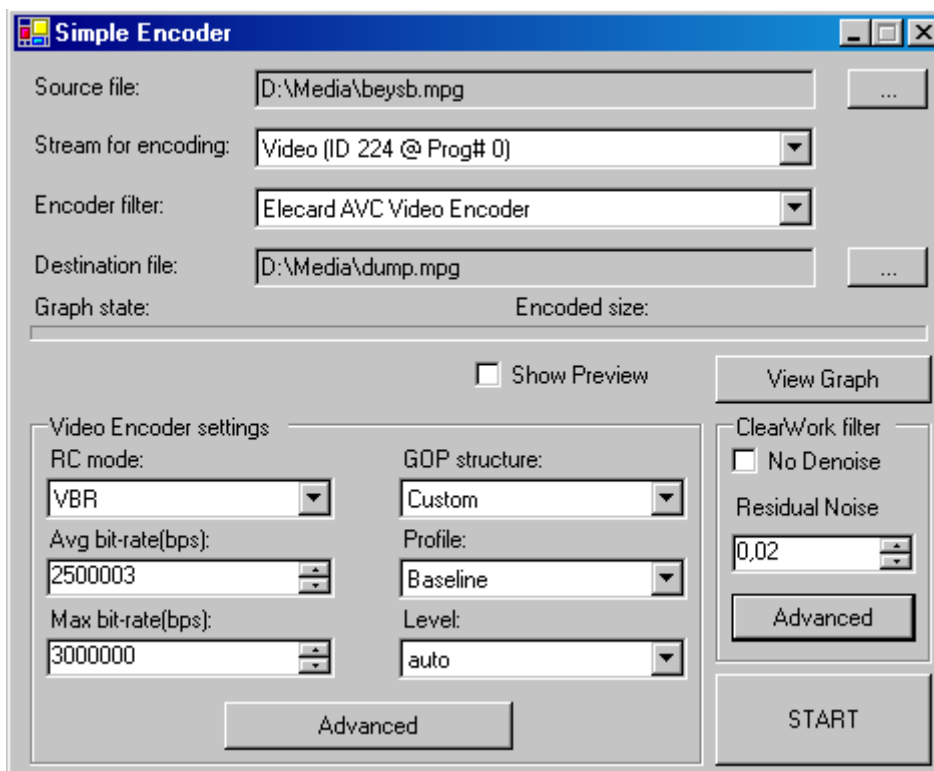 Simple Encoder
Source file: D:\Media\beysb.mpg ...
Stream for encoding: Video (ID 224 @ Prog# 0)
Encoder filter: Elecard AVC Video Encoder
Destination file: D:\Media\dump.mpg ...
Graph state: Encoded size:
Show Preview View Graph
Video Encoder settings
RC mode: GOP structure:
VBR Custom
Avg bit-rate(bps): Profile:
2500003 Baseline
Max bit-rate(bps): Level:
3000000 auto
Advanced
ClearWork filter
No Denoise
Residual Noise
0,02
Advanced
START